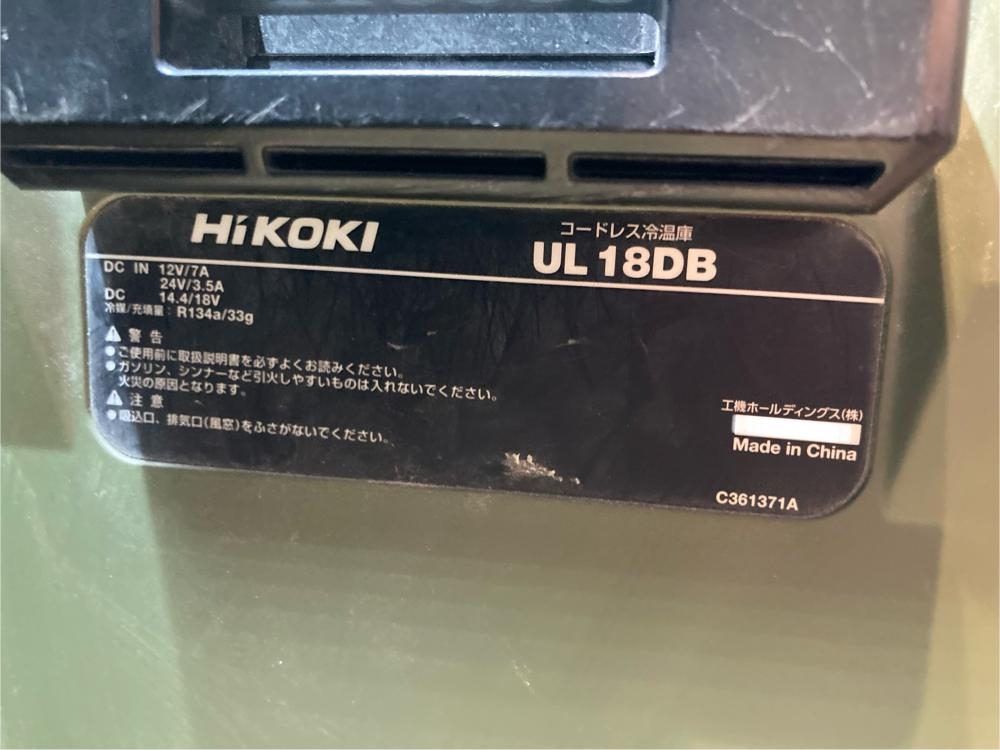 HiKOKI
コードレス冷温庫
UL 18DB
DC IN 12V/7A
24V/3.5A
DC 14.4/18V
冷媒/充填量: R134a/33g
警告
●ご使用前に取扱説明書を必ずよくお読みください。
●ガソリン、シンナーなど引火しやすいものは入れないでください。
火災の原因となります。
注意
●吸込口、排気口(風窓)をふさがないでください。
工機ホールディングス(株)
Made in China
C361371A